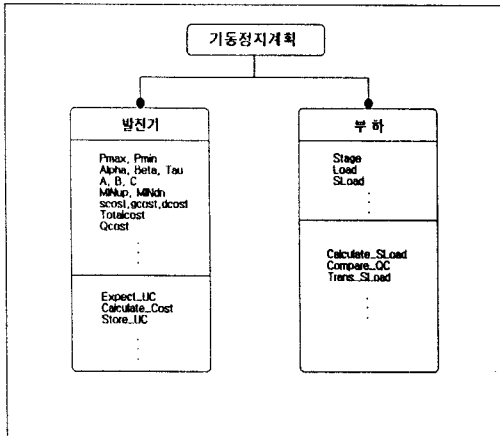 기동정지계획
발전기
Pmax, Pmin
Alpha, Beta, Tau
A, B, C
MINup, MINdn
scost,gcost,dcost
Totalcost
Qcost
Expect_UC
Calculate_Cost
Store_UC
부 하
Stage
Load
SLoad
Calculate_SLoad
Compare_QC
Trans_SLoad